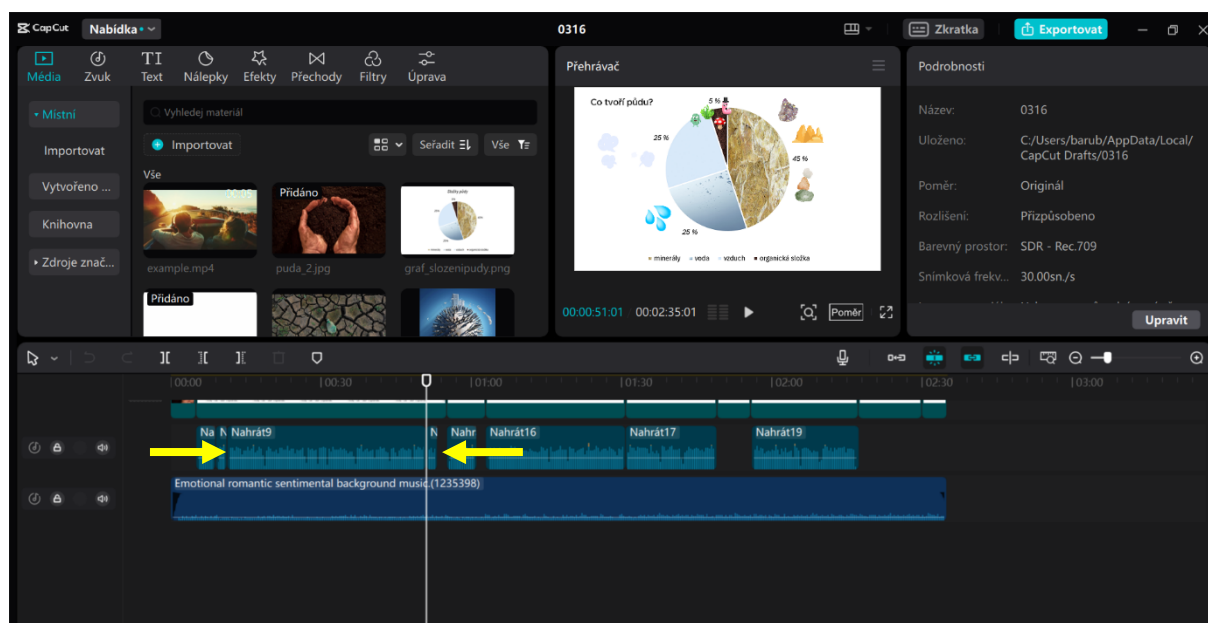 CapCut Nabídka 0316 Zkratka Exportovat
Média Zvuk Text Nálepky Efekty Přechody Filtry Úprava
Místní
Importovat
Vytvořeno ...
Knihovna
Zdroje znač...
Vyhledej materiál
Importovat Seřadit Vše
Vše
Přidáno
example.mp4 puda_2.jpg graf_slozenipudy.png
Přidáno
Přehrávač
Co tvoří půdu?
5 %
25 %
45 %
25 %
minerály voda vzduch organická složka
00:00:51:01 00:02:35:01 Poměr
Podrobnosti
Název: 0316
Uloženo: C:/Users/barub/AppData/Local/
CapCut Drafts/0316
Poměr: Originál
Rozlišení: Přizpůsobeno
Barevný prostor: SDR - Rec.709
Snímková frekv... 30.00sn./s
Upravit
00:00 00:30 01:00 01:30 02:00 02:30 03:00
Na N Nahrát9 N Nahr Nahrát16 Nahrát17 Nahrát19
Emotional romantic sentimental background music.(1235398)